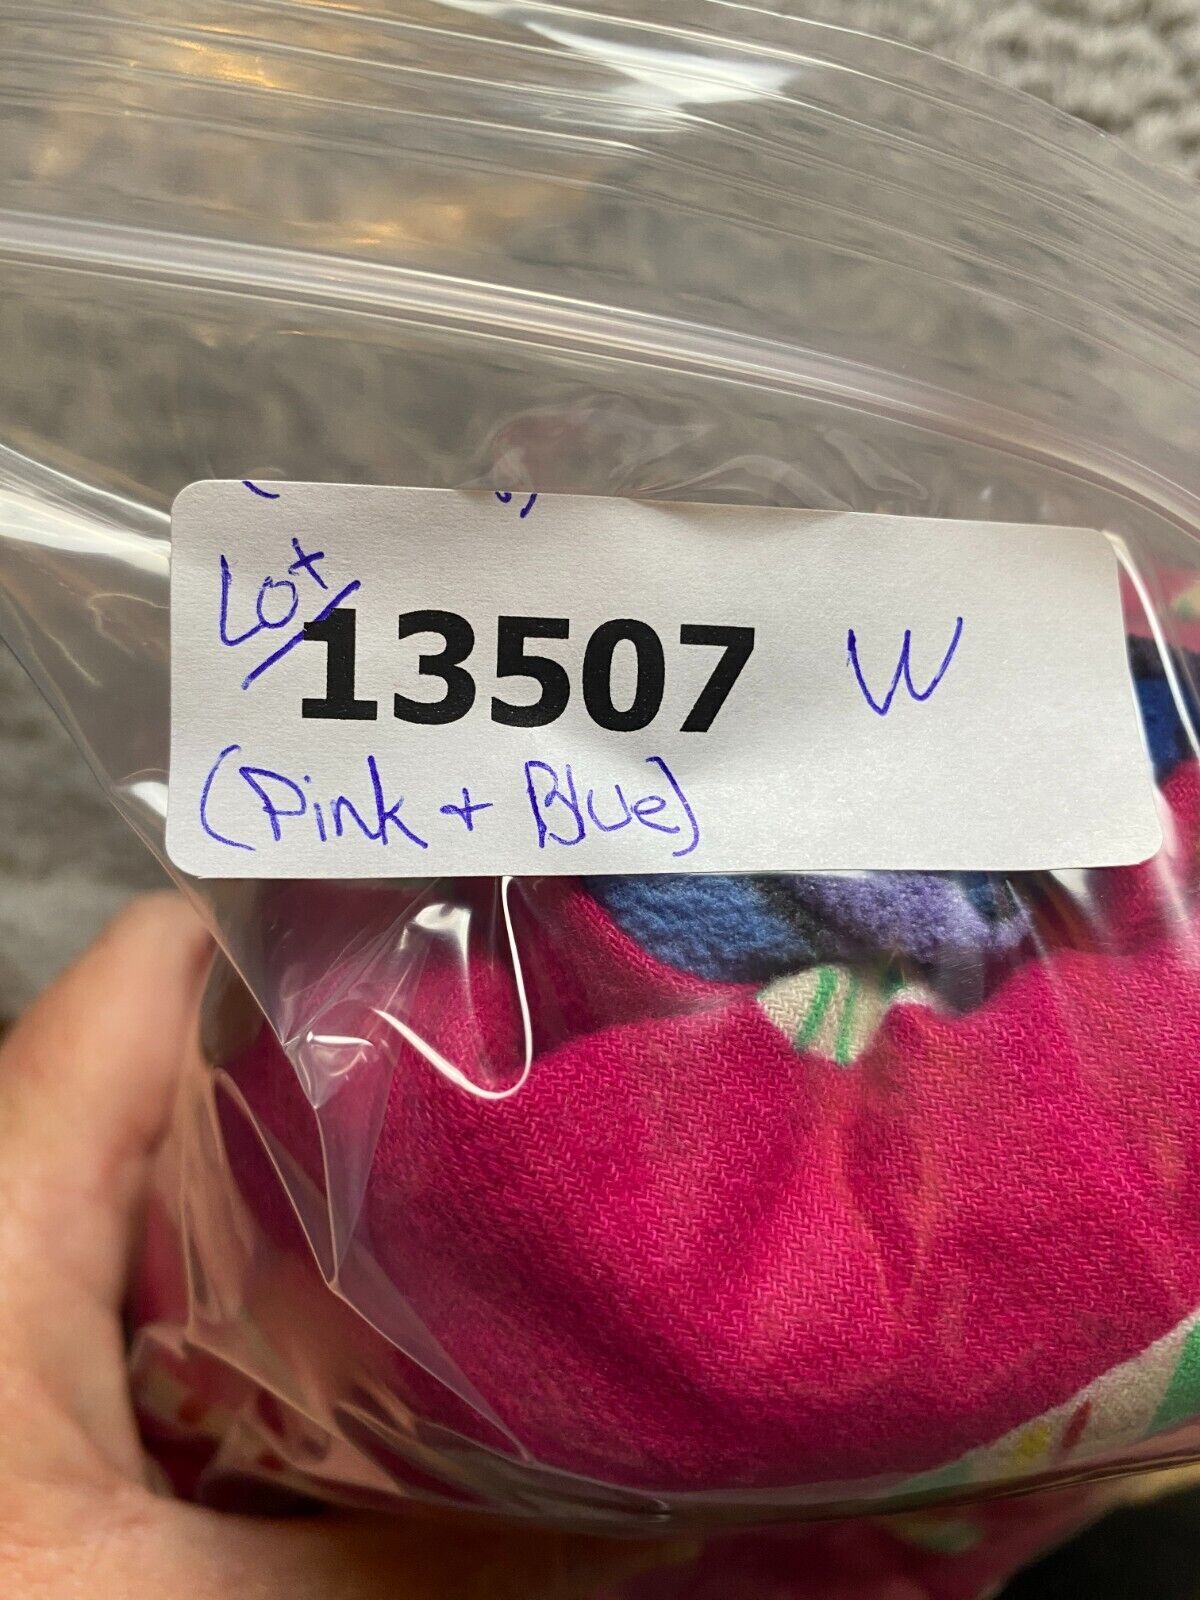 Lot
13507 W
(Pink + Blue)